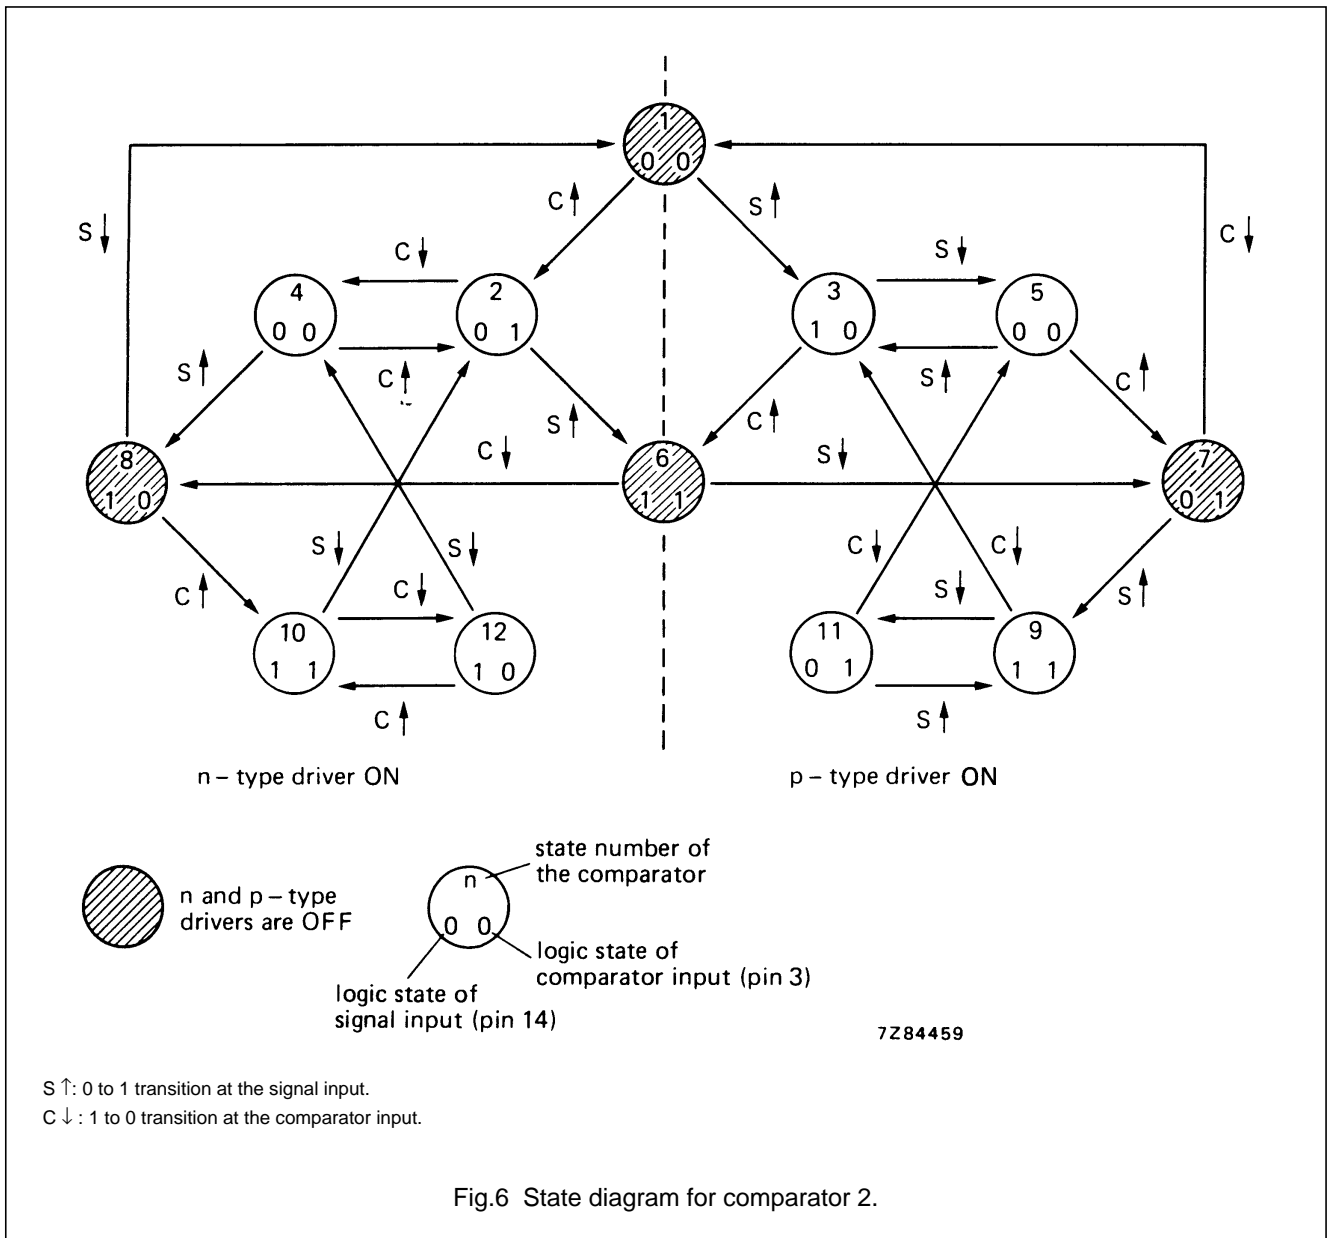 1
0 0
C ↑
S ↑
S ↓
C ↓
C ↓
S ↓
4
0 0
2
0 1
3
1 0
5
0 0
S ↑
C ↑
S ↑
C ↑
S ↑
C ↑
8
1 0
C ↓
6
1 1
S ↓
7
0 1
C ↑
S ↓
S ↓
C ↓
C ↓
S ↑
C ↓
S ↓
10
1 1
12
1 0
11
0 1
9
1 1
C ↑
S ↑
n – type driver ON
p – type driver ON
n and p – type
drivers are OFF
n
0 0
state number of
the comparator
logic state of
comparator input (pin 3)
logic state of
signal input (pin 14)
7Z84459
S ↑: 0 to 1 transition at the signal input.
C ↓ : 1 to 0 transition at the comparator input.
Fig.6 State diagram for comparator 2.